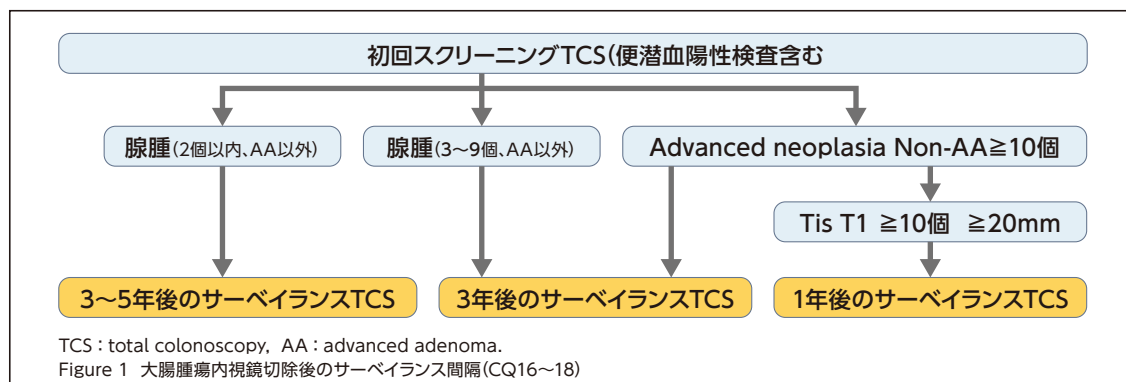 初回スクリーニングTCS(便潜血陽性検査含む
腺腫(2個以内、AA以外)
腺腫(3〜9個、AA以外)
Advanced neoplasia Non-AA≧10個
Tis T1 ≧10個 ≧20mm
3〜5年後のサーベイランスTCS
3年後のサーベイランスTCS
1年後のサーベイランスTCS
TCS：total colonoscopy, AA：advanced adenoma.
Figure 1 大腸腫瘍内視鏡切除後のサーベイランス間隔(CQ16〜18)